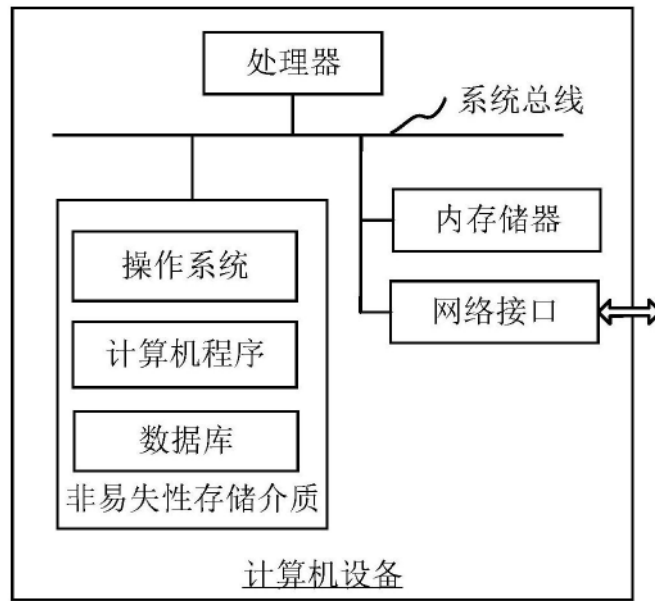 处理器
系统总线
内存储器
操作系统
网络接口
计算机程序
数据库
非易失性存储介质
计算机设备